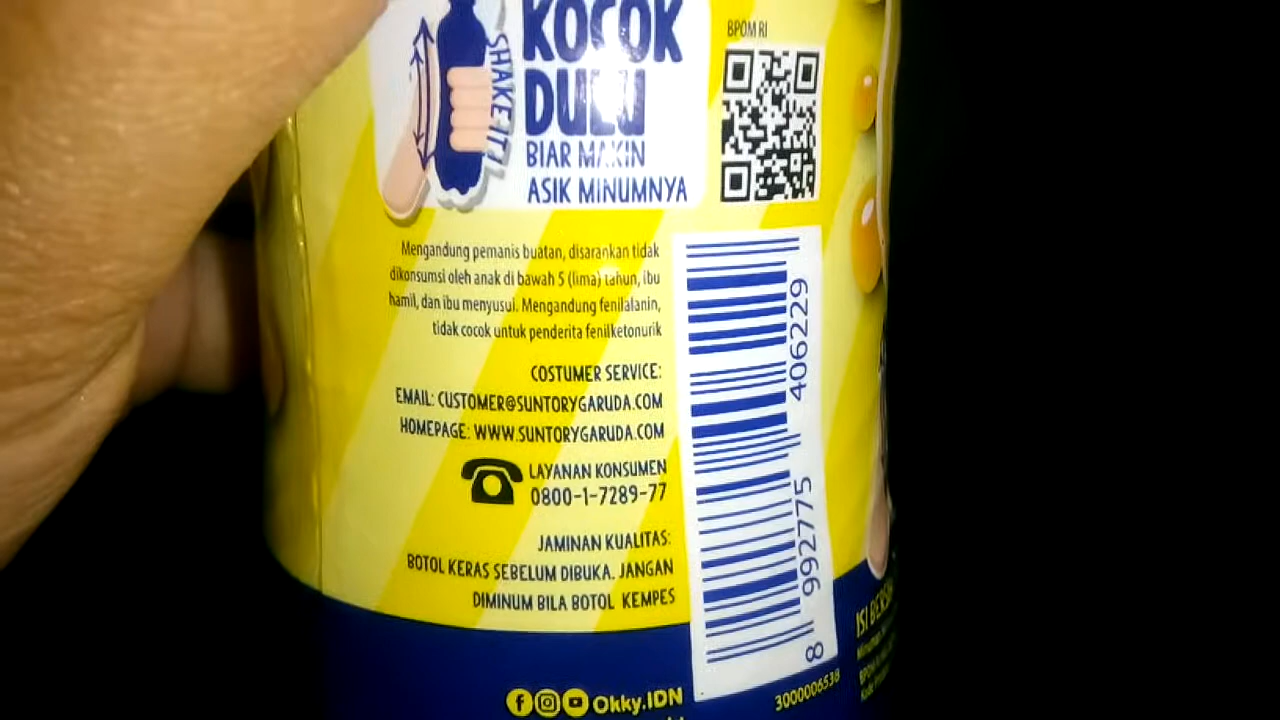 KOCOK
DULU
BIAR MAKIN
ASIK MINUMNYA
SHAKE IT!
BPOM RI
Mengandung pemanis buatan, disarankan tidak
dikonsumsi oleh anak di bawah 5 (lima) tahun, ibu
hamil, dan ibu menyusui. Mengandung fenilalanin,
tidak cocok untuk penderita fenilketonurik
COSTUMER SERVICE:
EMAIL: CUSTOMER@SUNTORYGARUDA.COM
HOMEPAGE: WWW.SUNTORYGARUDA.COM
LAYANAN KONSUMEN
0800-1-7289-77
JAMINAN KUALITAS:
BOTOL KERAS SEBELUM DIBUKA. JANGAN
DIMINUM BILA BOTOL KEMPES
8 992775 406229
Okky.IDN
3000006538
ISI BERSIH